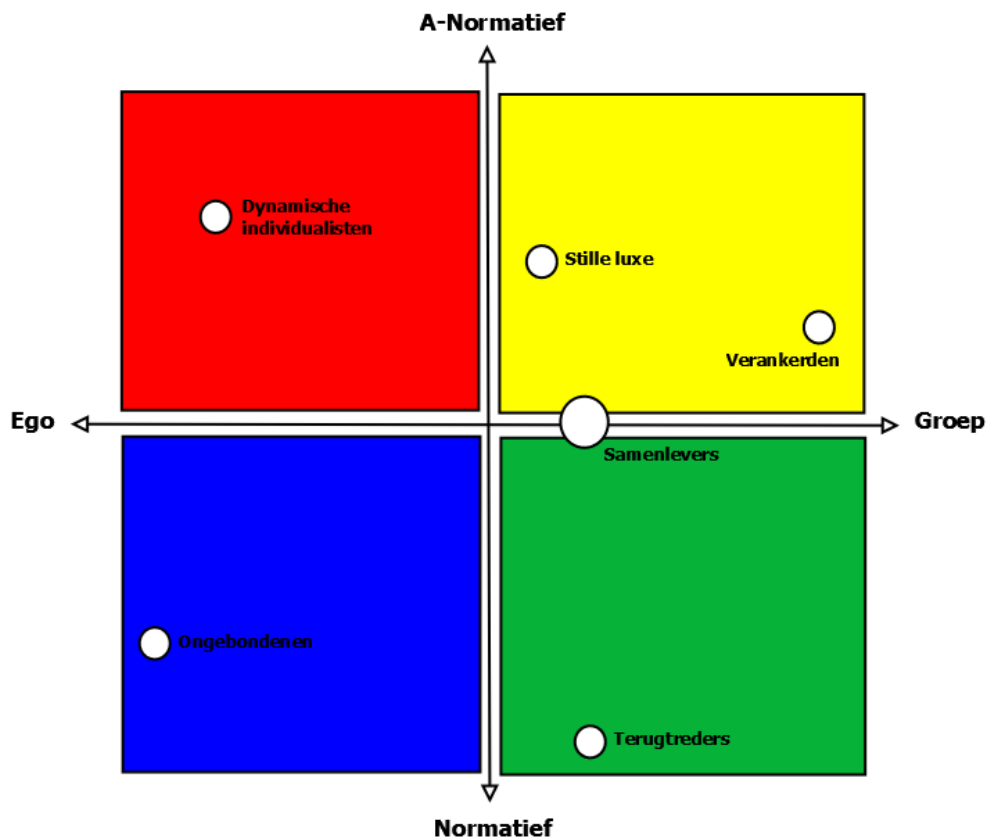 A-Normatief
Dynamische
individualisten
Stille luxe
Verankerden
Ego
Groep
Samenlevers
Ongebondenen
Terugtreders
Normatief